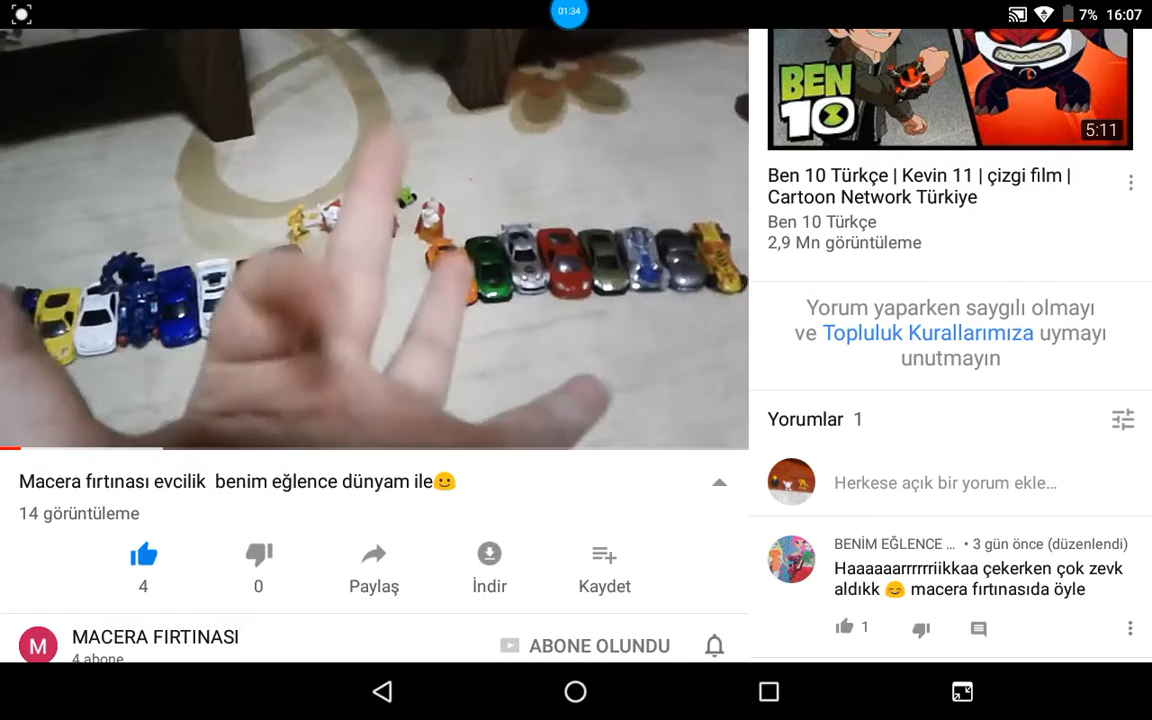 01:34
7% 16:07
BEN
10
5:11
Ben 10 Türkçe | Kevin 11 | çizgi film |
Cartoon Network Türkiye
Ben 10 Türkçe
2,9 Mn görüntüleme
Yorum yaparken saygılı olmayı
ve Topluluk Kurallarımıza uymayı
unutmayın
Yorumlar 1
Herkese açık bir yorum ekle...
BENİM EĞLENCE ... • 3 gün önce (düzenlendi)
Haaaaaarrrrrriikkaa çekerken çok zevk
aldıkk 😊 macera fırtınasıda öyle
1
Macera fırtınası evcilik benim eğlence dünyam ile🙂
14 görüntüleme
4
0
Paylaş
İndir
Kaydet
M
MACERA FIRTINASI
4 abone
ABONE OLUNDU